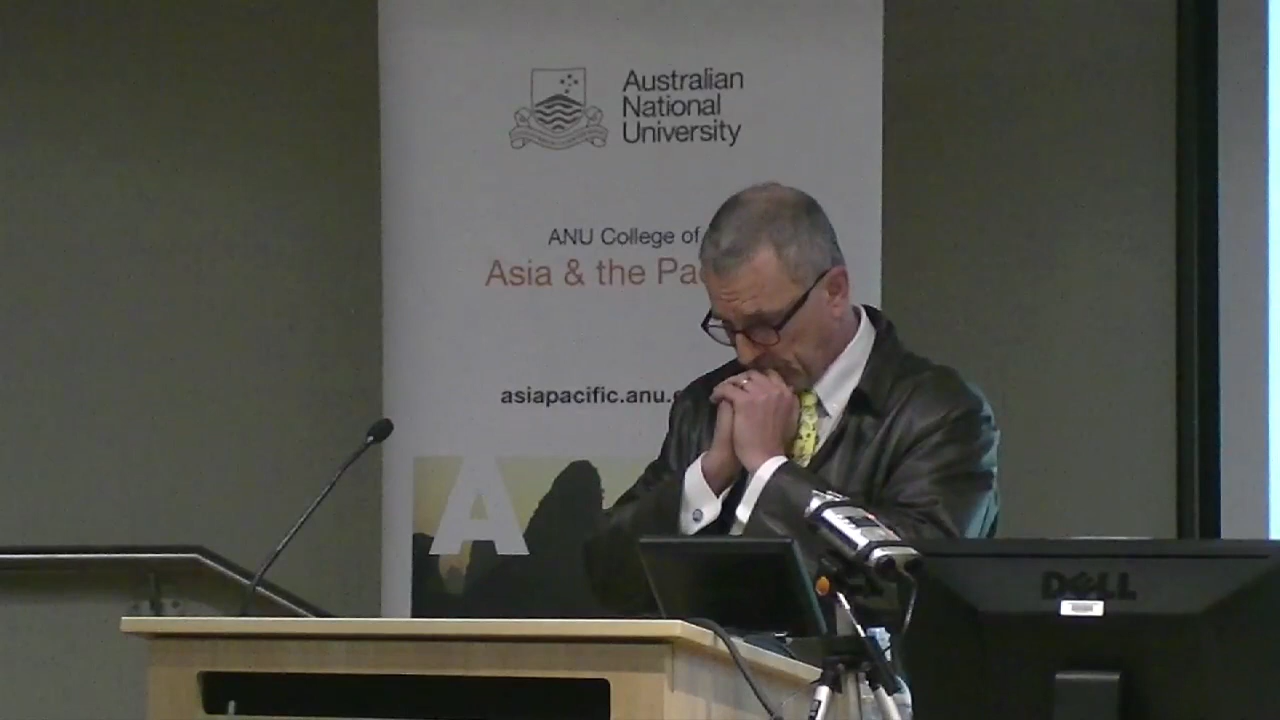 Australian
National
University
ANU College of
Asia & the Pa
asiapacific.anu.
A
DELL